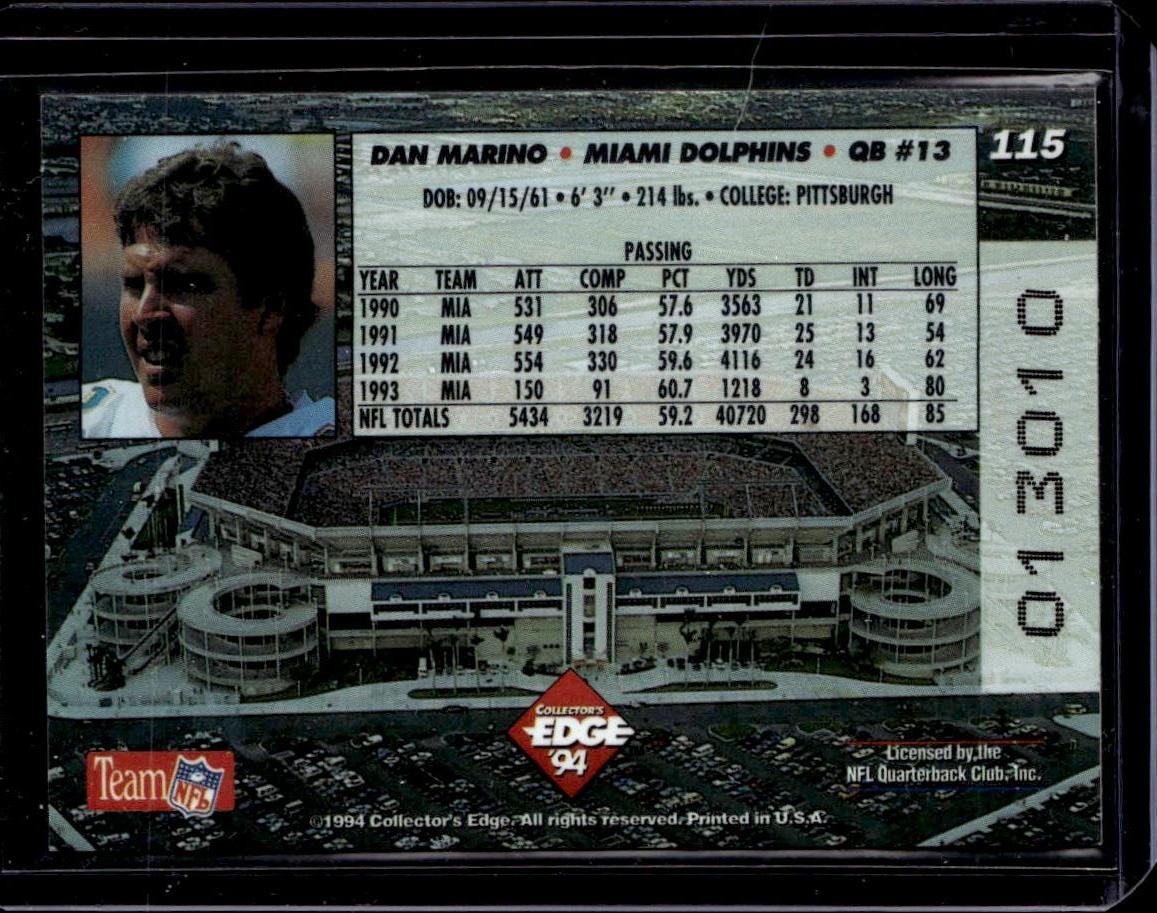 DAN MARINO • MIAMI DOLPHINS • QB #13
115
DOB: 09/15/61 • 6' 3" • 214 lbs. • COLLEGE: PITTSBURGH
PASSING
YEAR TEAM ATT COMP PCT YDS TD INT LONG
1990 MIA 531 306 57.6 3563 21 11 69
1991 MIA 549 318 57.9 3970 25 13 54
1992 MIA 554 330 59.6 4116 24 16 62
1993 MIA 150 91 60.7 1218 8 3 80
NFL TOTALS 5434 3219 59.2 40720 298 168 85
013010
COLLECTOR'S
EDGE
'94
Team NFL
Licensed by the
NFL Quarterback Club, Inc.
©1994 Collector's Edge. All rights reserved. Printed in U.S.A.